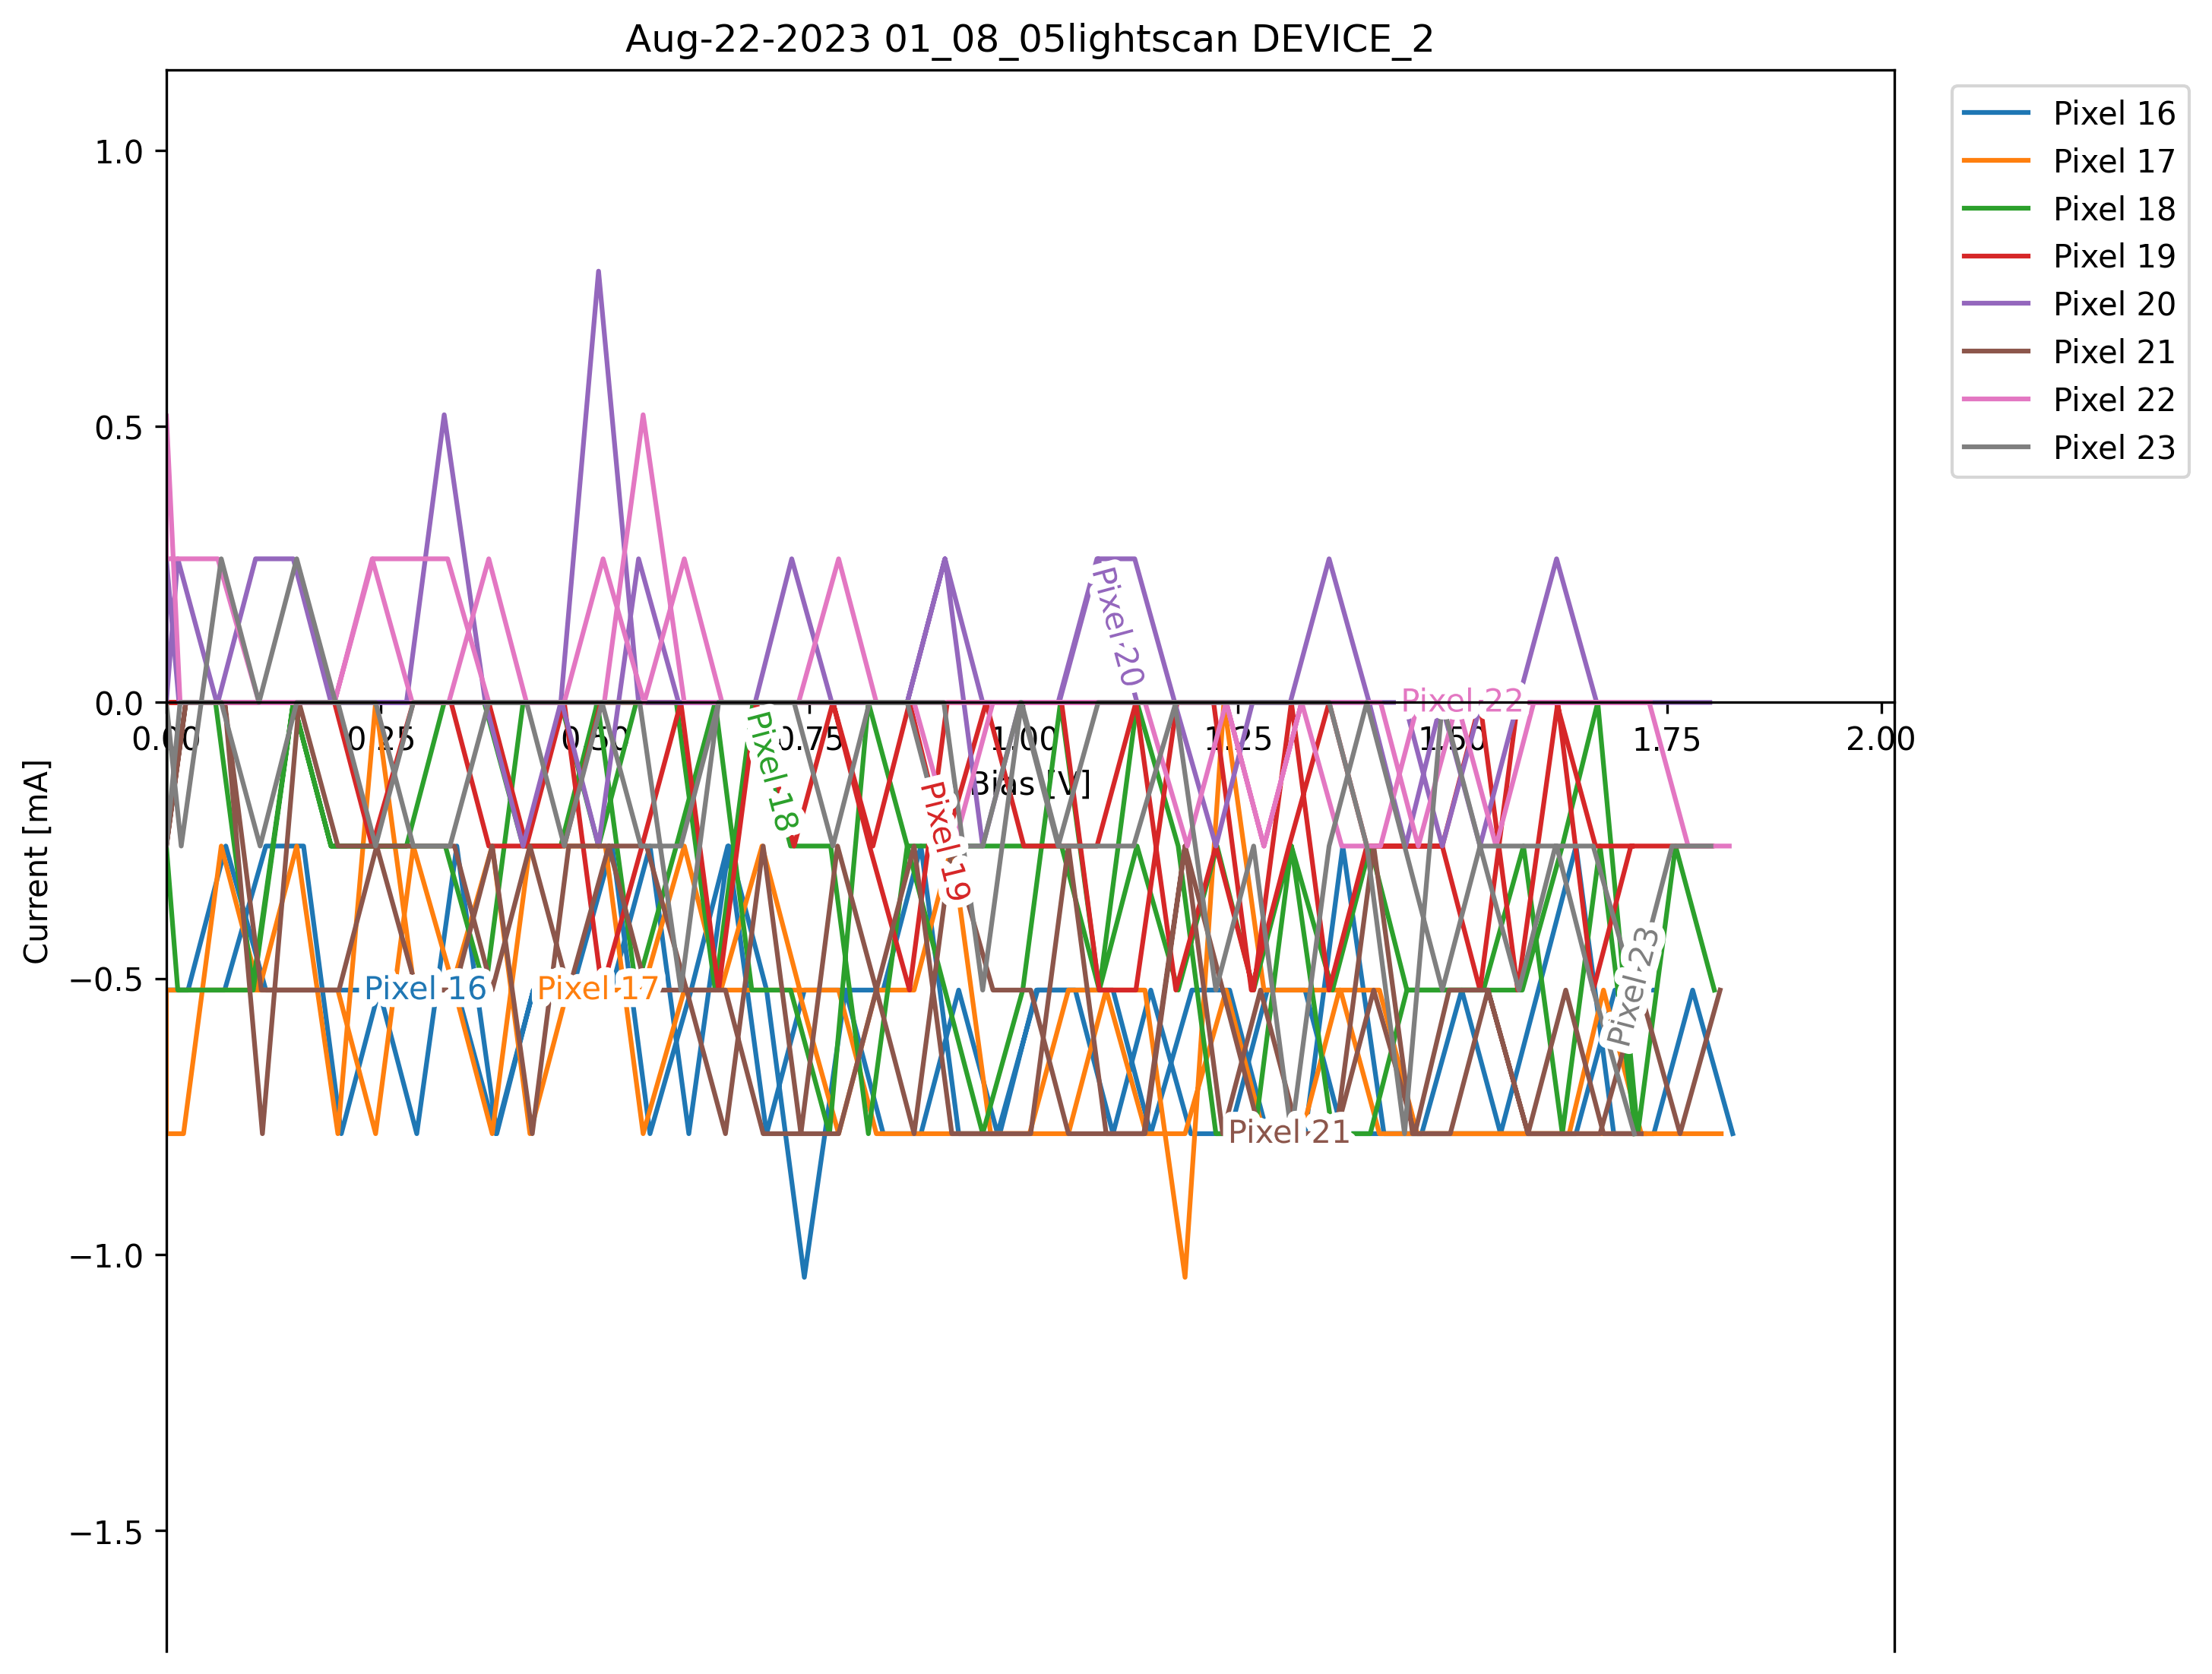 Aug-22-2023 01_08_05lightscan DEVICE_2
Pixel 16
Pixel 17
Pixel 18
Pixel 19
Pixel 20
Pixel 21
Pixel 22
Pixel 23
1.0
0.5
0.0
−0.5
−1.0
−1.5
Current [mA]
0.00
0.25
0.50
0.75
1.00
1.25
1.50
1.75
2.00
Bias [V]
Pixel 16
Pixel 17
Pixel 18
Pixel 19
Pixel 20
Pixel 21
Pixel 22
Pixel 23